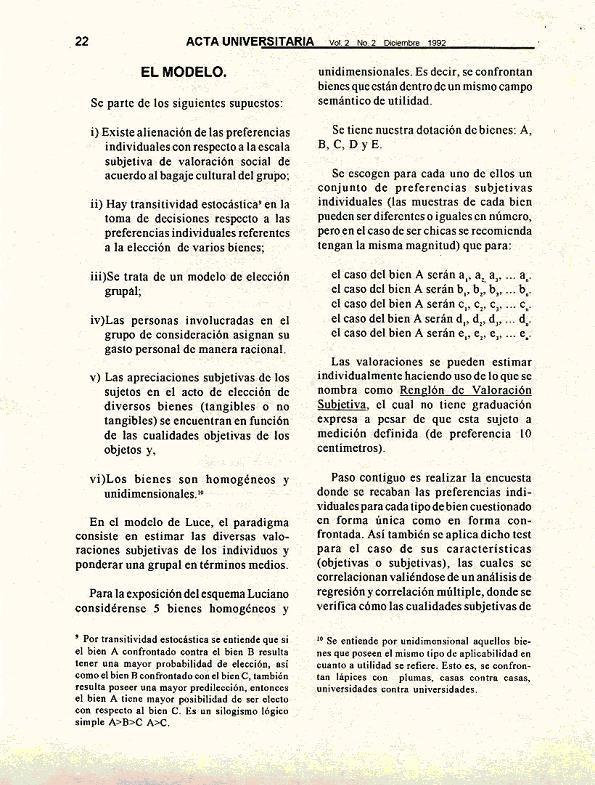 22 ACTA UNIVERSITARIA Vol. 2 No. 2 Diciembre 1992
EL MODELO.
Se parte de los siguientes supuestos:
i) Existe alienación de las preferencias
individuales con respecto a la escala
subjetiva de valoración social de
acuerdo al bagaje cultural del grupo;
ii) Hay transitividad estocástica⁹ en la
toma de decisiones respecto a las
preferencias individuales referentes
a la elección de varios bienes;
iii)Se trata de un modelo de elección
grupal;
iv)Las personas involucradas en el
grupo de consideración asignan su
gasto personal de manera racional.
v) Las apreciaciones subjetivas de los
sujetos en el acto de elección de
diversos bienes (tangibles o no
tangibles) se encuentran en función
de las cualidades objetivas de los
objetos y,
vi)Los bienes son homogéneos y
unidimensionales.¹⁰
En el modelo de Luce, el paradigma
consiste en estimar las diversas valo-
raciones subjetivas de los individuos y
ponderar una grupal en términos medios.
Para la exposición del esquema Luciano
considérense 5 bienes homogéneos y
⁹ Por transitividad estocástica se entiende que si
el bien A confrontado contra el bien B resulta
tener una mayor probabilidad de elección, así
como el bien B confrontado con el bien C, también
resulta poseer una mayor predilección, entonces
el bien A tiene mayor posibilidad de ser electo
con respecto al bien C. Es un silogismo lógico
simple A>B>C A>C.
unidimensionales. Es decir, se confrontan
bienes que están dentro de un mismo campo
semántico de utilidad.
Se tiene nuestra dotación de bienes: A,
B, C, D y E.
Se escogen para cada uno de ellos un
conjunto de preferencias subjetivas
individuales (las muestras de cada bien
pueden ser diferentes o iguales en número,
pero en el caso de ser chicas se recomienda
tengan la misma magnitud) que para:
el caso del bien A serán a₁, a₂ a₃, ... aₙ.
el caso del bien A serán b₁, b₂, b₃, ... bₙ.
el caso del bien A serán c₁, c₂, c₃, ... cₙ.
el caso del bien A serán d₁, d₂, d₃, ... dₙ.
el caso del bien A serán e₁, e₂, e₃, ... eₙ.
Las valoraciones se pueden estimar
individualmente haciendo uso de lo que se
nombra como Renglón de Valoración
Subjetiva, el cual no tiene graduación
expresa a pesar de que esta sujeto a
medición definida (de preferencia 10
centímetros).
Paso contiguo es realizar la encuesta
donde se recaban las preferencias indi-
viduales para cada tipo de bien cuestionado
en forma única como en forma con-
frontada. Así también se aplica dicho test
para el caso de sus características
(objetivas o subjetivas), las cuales se
correlacionan valiéndose de un análisis de
regresión y correlación múltiple, donde se
verifica cómo las cualidades subjetivas de
¹⁰ Se entiende por unidimensional aquellos bie-
nes que poseen el mismo tipo de aplicabilidad en
cuanto a utilidad se refiere. Esto es, se confron-
tan lápices con plumas, casas contra casas,
universidades contra universidades.